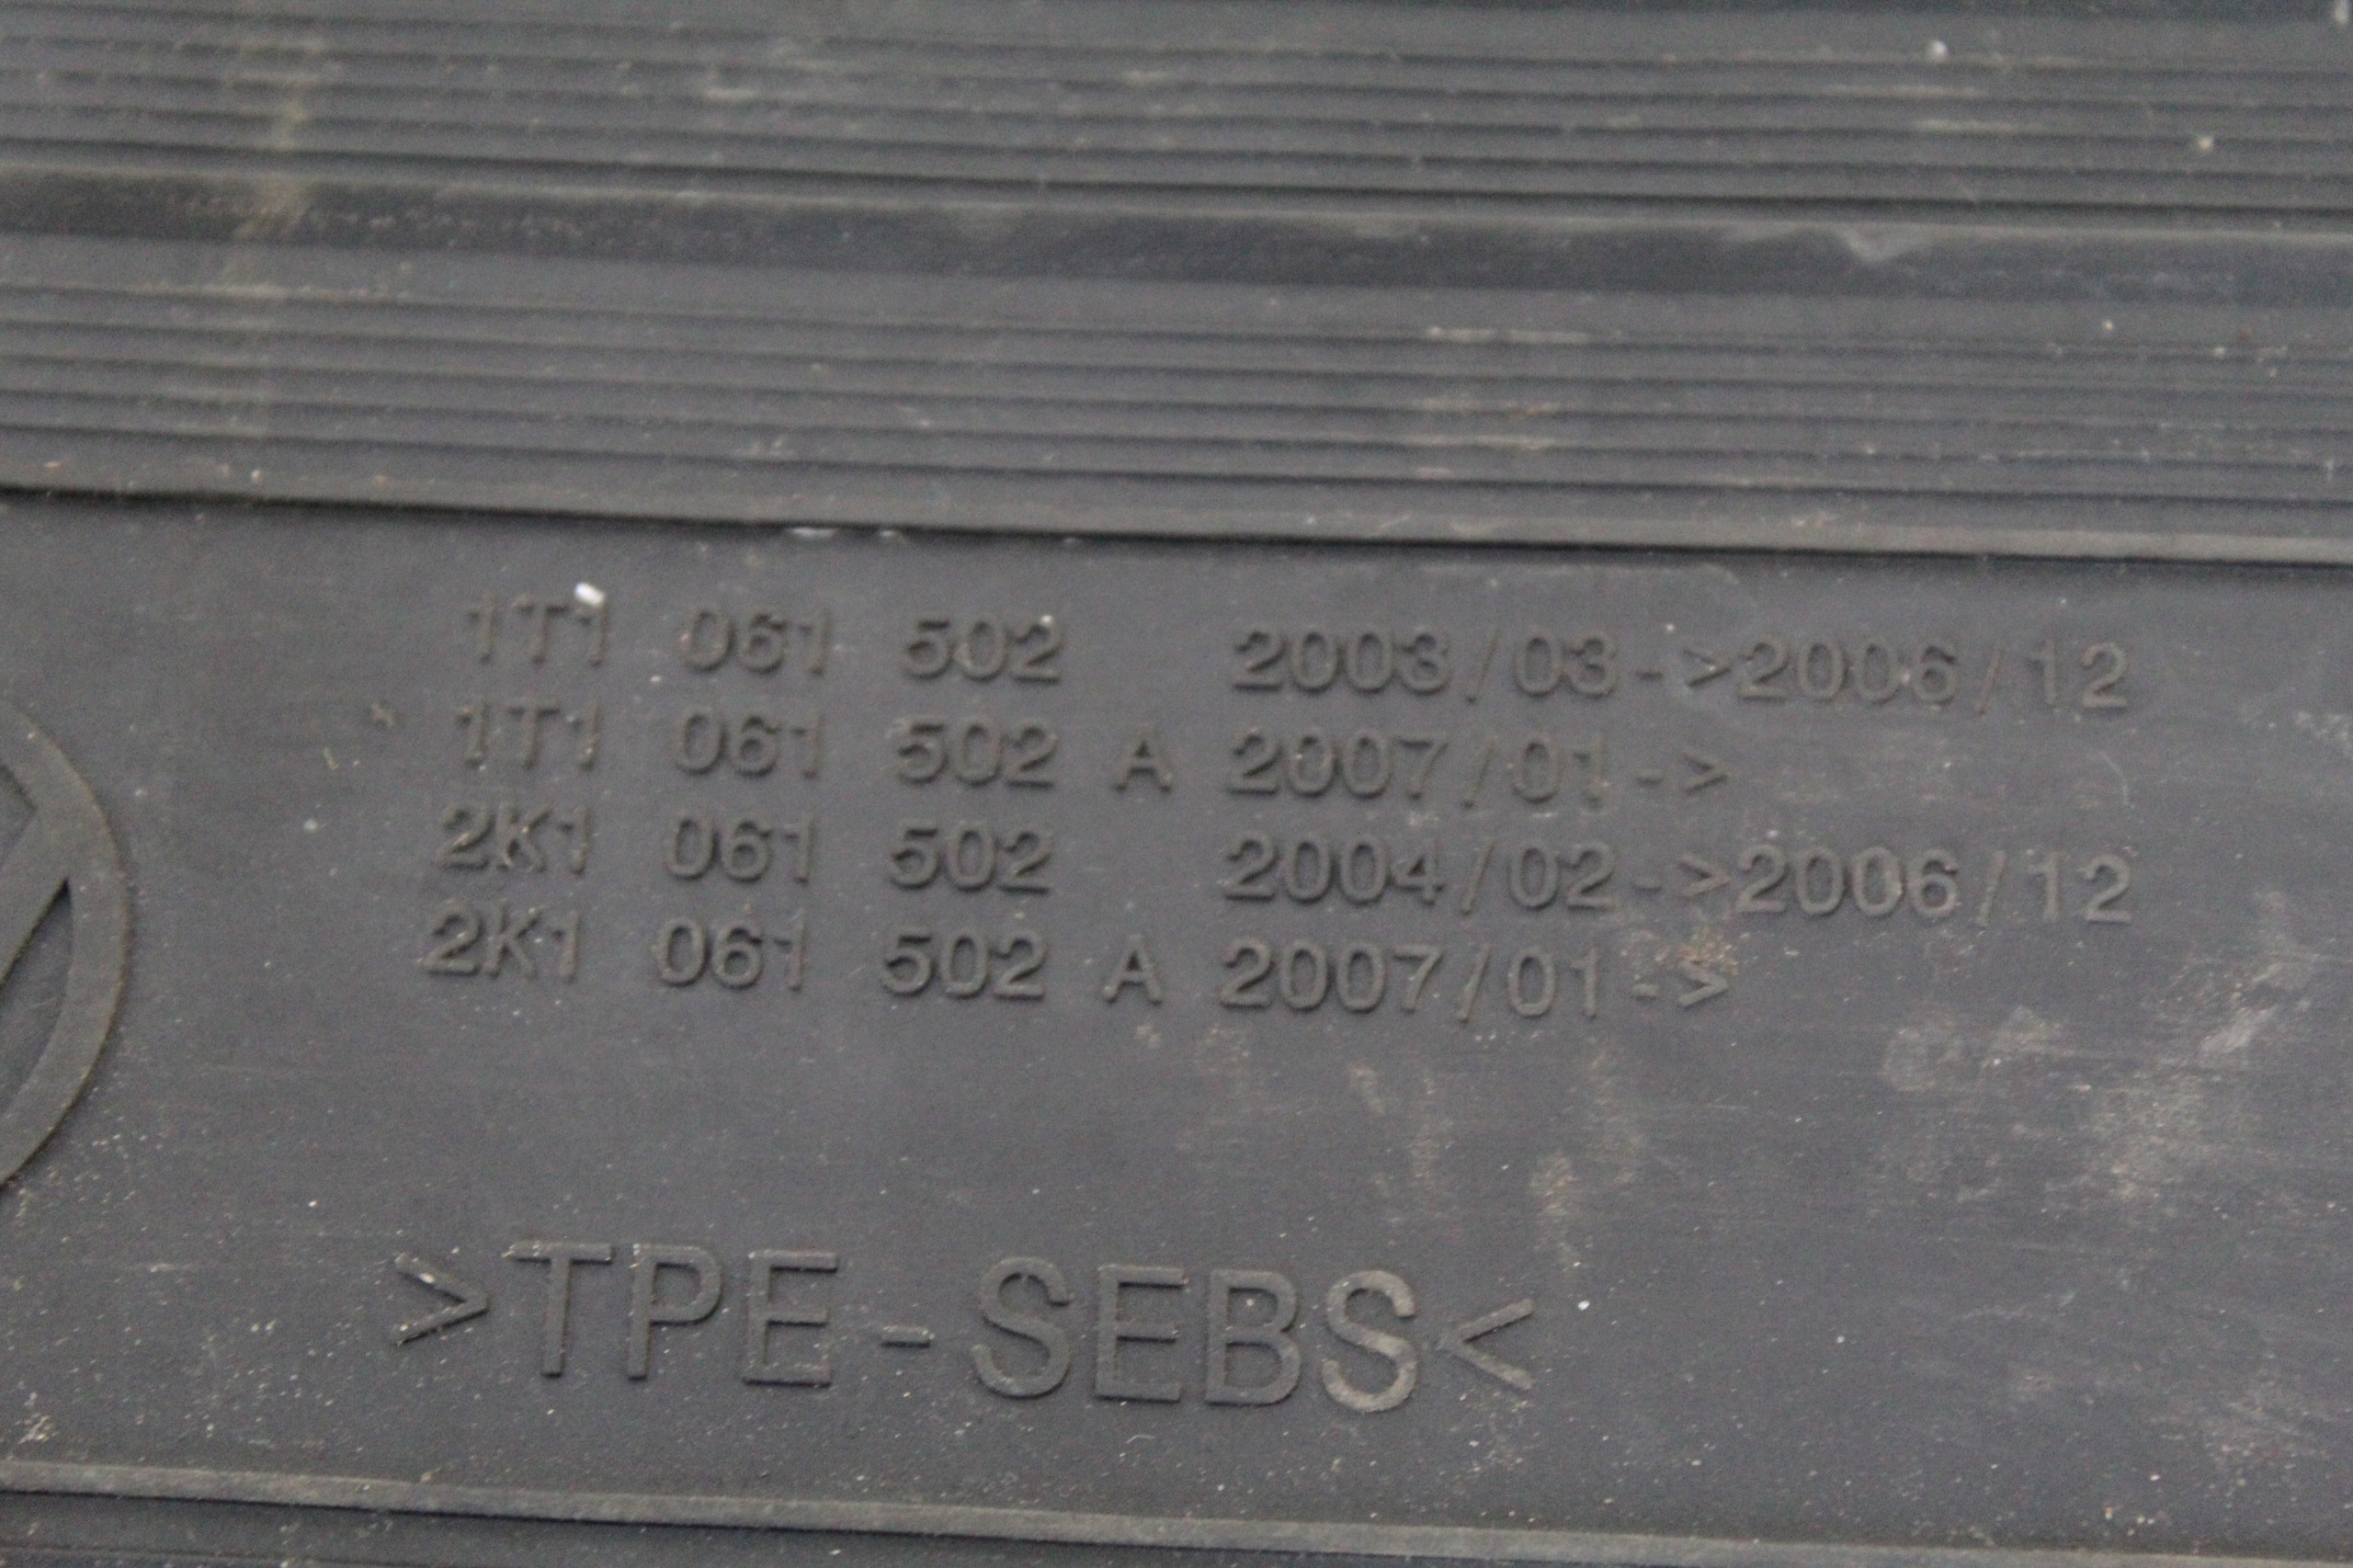 1T1 061 502 2003/03->2006/12
1T1 061 502 A 2007/01->
2K1 061 502 2004/02->2006/12
2K1 061 502 A 2007/01->
>TPE-SEBS<